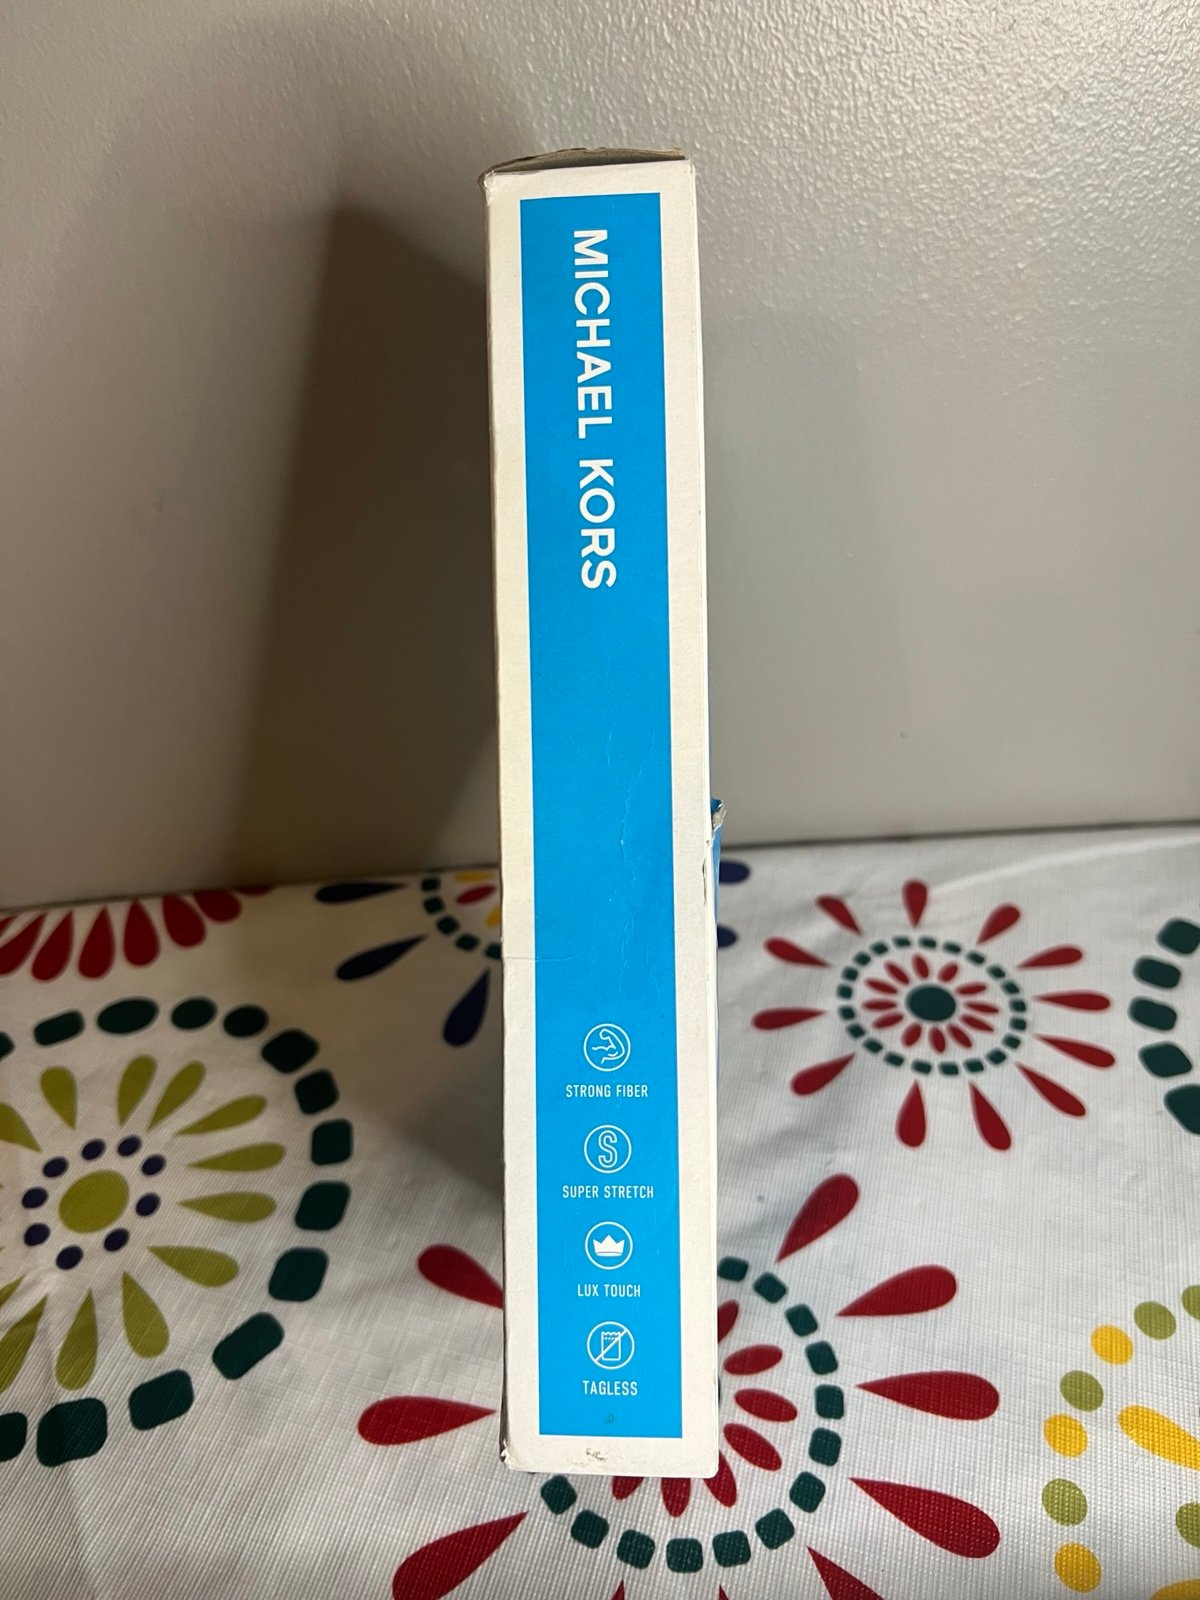 MICHAEL KORS
STRONG FIBER
S
SUPER STRETCH
LUX TOUCH
TAGLESS